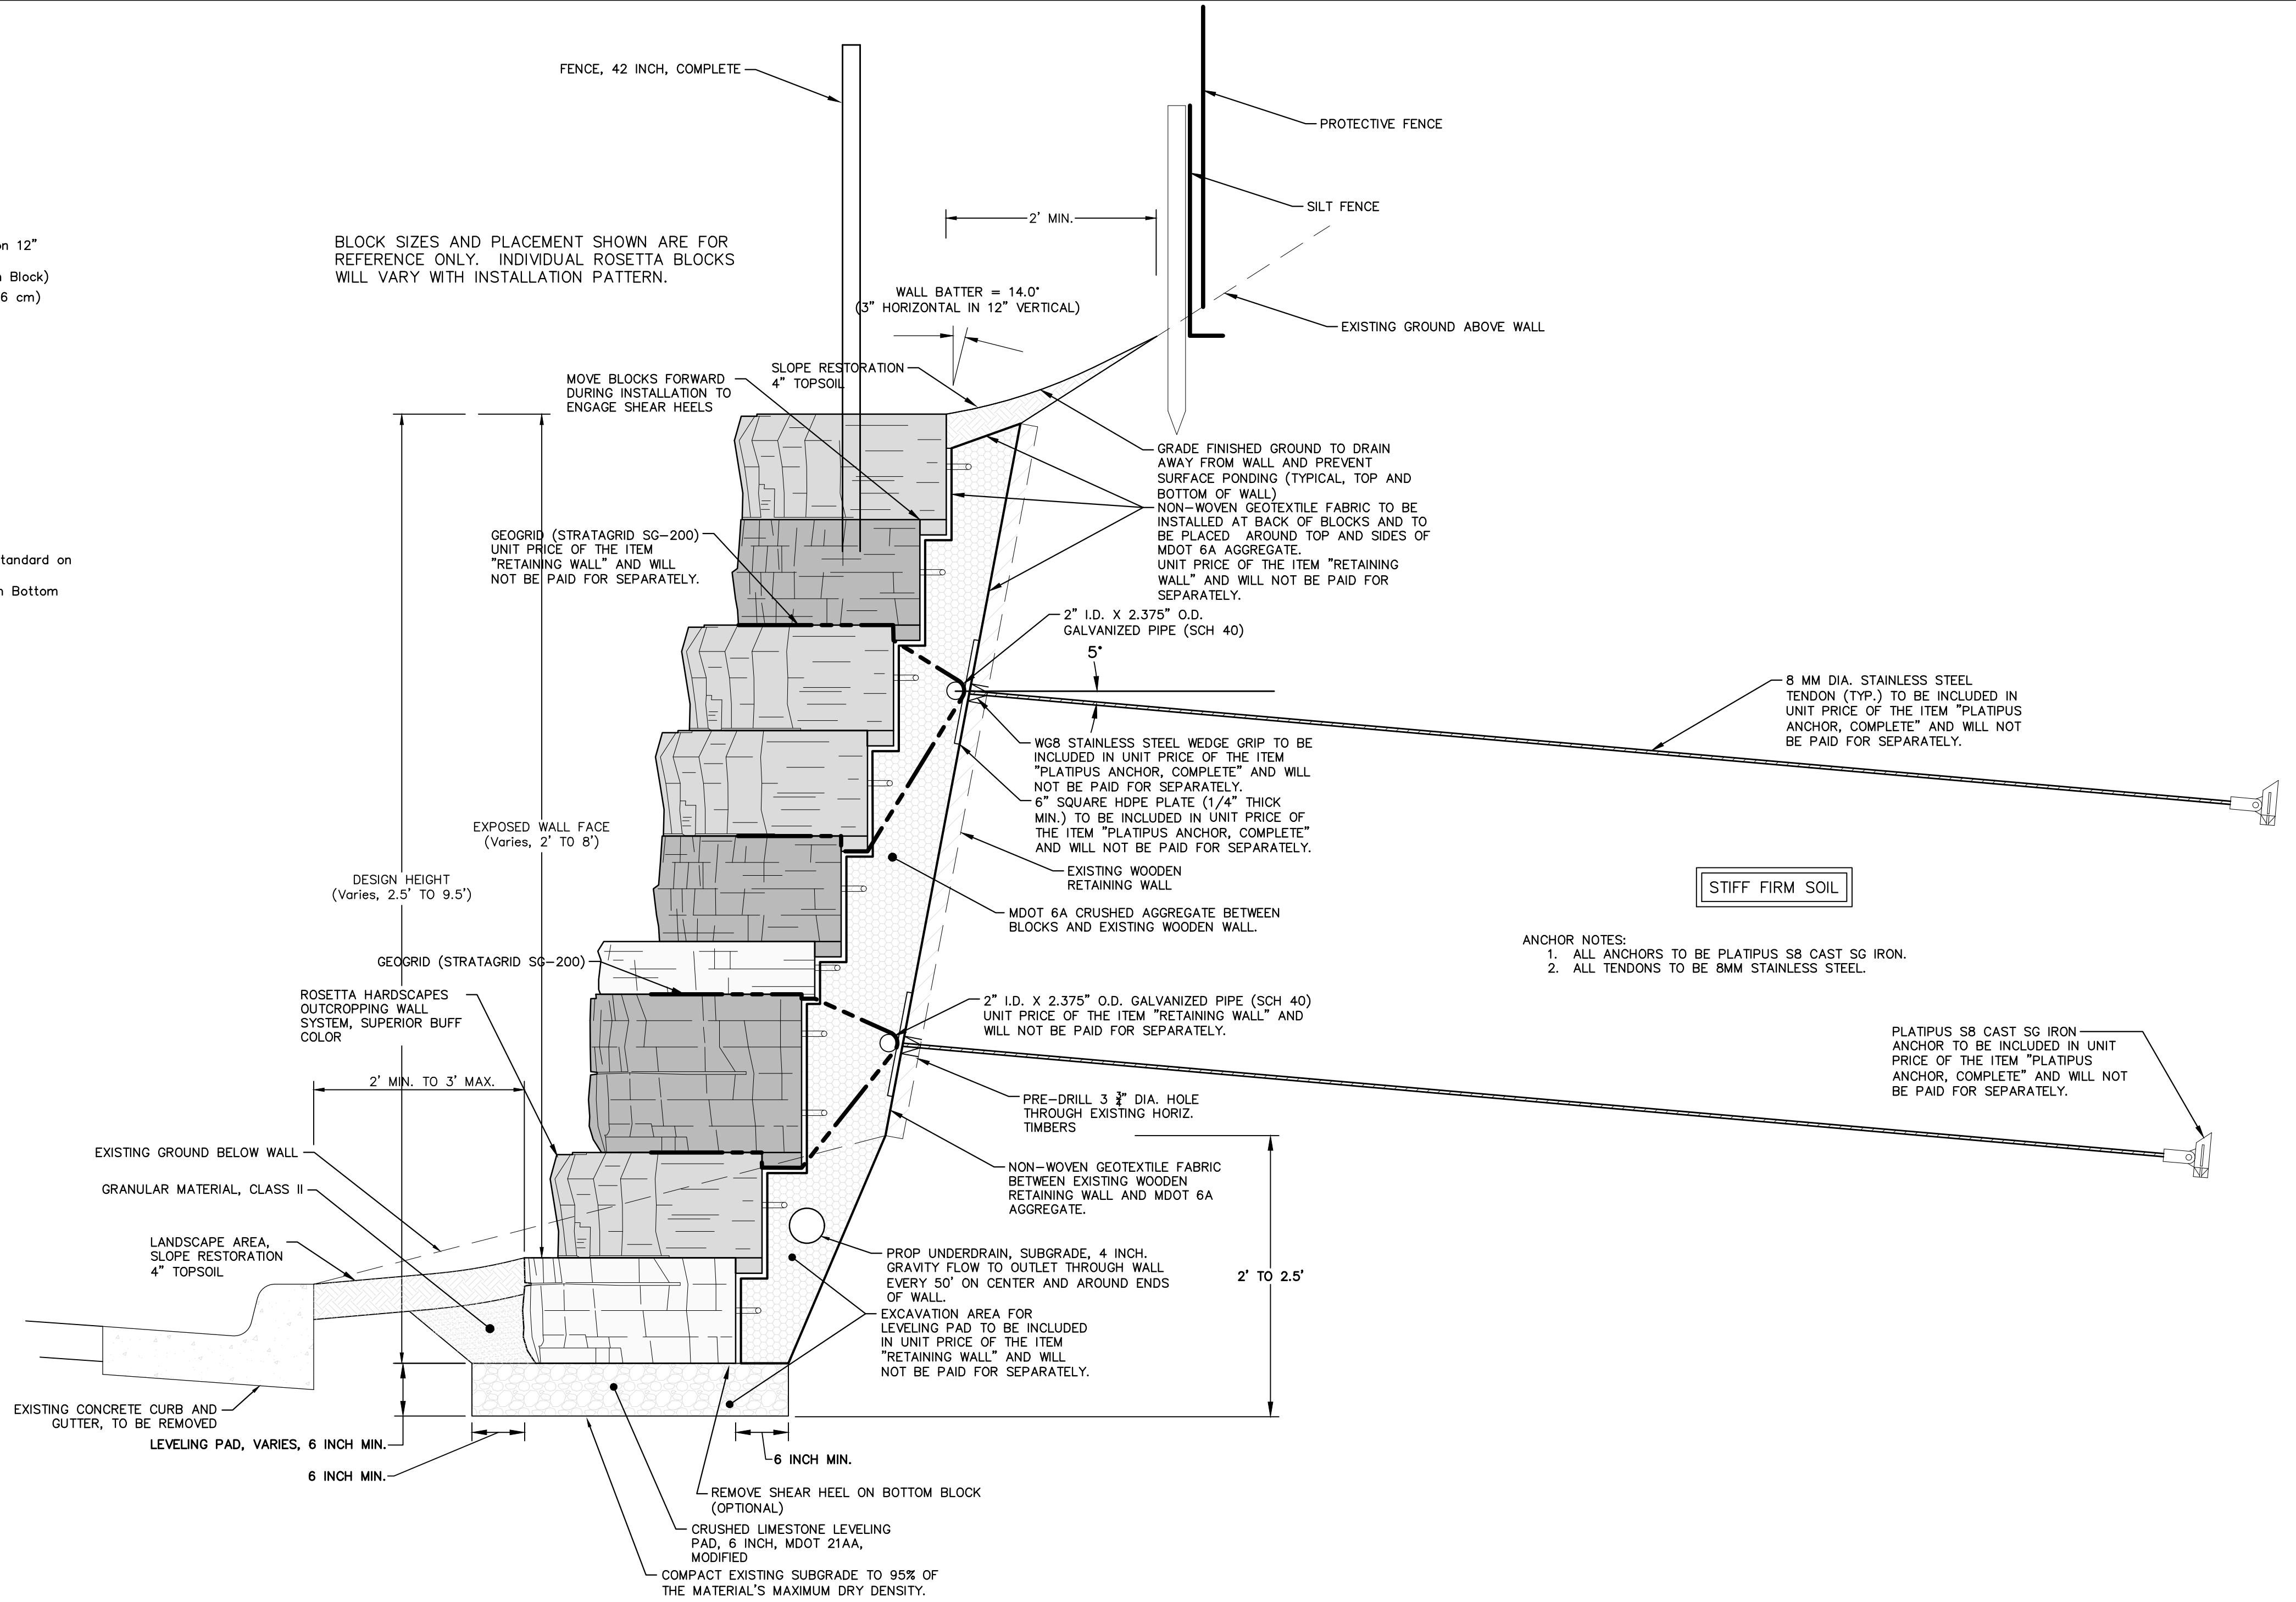 FENCE, 42 INCH, COMPLETE
PROTECTIVE FENCE
SILT FENCE
2' MIN.
on 12"
Block)
6 cm)
BLOCK SIZES AND PLACEMENT SHOWN ARE FOR
REFERENCE ONLY. INDIVIDUAL ROSETTA BLOCKS
WILL VARY WITH INSTALLATION PATTERN.
WALL BATTER = 14.0°
(3" HORIZONTAL IN 12" VERTICAL)
EXISTING GROUND ABOVE WALL
SLOPE RESTORATION
4" TOPSOIL
MOVE BLOCKS FORWARD
DURING INSTALLATION TO
ENGAGE SHEAR HEELS
GRADE FINISHED GROUND TO DRAIN
AWAY FROM WALL AND PREVENT
SURFACE PONDING (TYPICAL, TOP AND
BOTTOM OF WALL)
NON-WOVEN GEOTEXTILE FABRIC TO BE
INSTALLED AT BACK OF BLOCKS AND TO
BE PLACED AROUND TOP AND SIDES OF
MDOT 6A AGGREGATE.
UNIT PRICE OF THE ITEM "RETAINING
WALL" AND WILL NOT BE PAID FOR
SEPARATELY.
GEOGRID (STRATAGRID SG-200)
UNIT PRICE OF THE ITEM
"RETAINING WALL" AND WILL
NOT BE PAID FOR SEPARATELY.
tandard on
Bottom
2" I.D. X 2.375" O.D.
GALVANIZED PIPE (SCH 40)
5°
8 MM DIA. STAINLESS STEEL
TENDON (TYP.) TO BE INCLUDED IN
UNIT PRICE OF THE ITEM "PLATIPUS
ANCHOR, COMPLETE" AND WILL NOT
BE PAID FOR SEPARATELY.
WG8 STAINLESS STEEL WEDGE GRIP TO BE
INCLUDED IN UNIT PRICE OF THE ITEM
"PLATIPUS ANCHOR, COMPLETE" AND WILL
NOT BE PAID FOR SEPARATELY.
6" SQUARE HDPE PLATE (1/4" THICK
MIN.) TO BE INCLUDED IN UNIT PRICE OF
THE ITEM "PLATIPUS ANCHOR, COMPLETE"
AND WILL NOT BE PAID FOR SEPARATELY.
EXPOSED WALL FACE
(Varies, 2' TO 8')
EXISTING WOODEN
RETAINING WALL
DESIGN HEIGHT
(Varies, 2.5' TO 9.5')
STIFF FIRM SOIL
MDOT 6A CRUSHED AGGREGATE BETWEEN
BLOCKS AND EXISTING WOODEN WALL.
ANCHOR NOTES:
1. ALL ANCHORS TO BE PLATIPUS S8 CAST SG IRON.
2. ALL TENDONS TO BE 8MM STAINLESS STEEL.
GEOGRID (STRATAGRID SG-200)
ROSETTA HARDSCAPES
OUTCROPPING WALL
SYSTEM, SUPERIOR BUFF
COLOR
2" I.D. X 2.375" O.D. GALVANIZED PIPE (SCH 40)
UNIT PRICE OF THE ITEM "RETAINING WALL" AND
WILL NOT BE PAID FOR SEPARATELY.
PLATIPUS S8 CAST SG IRON
ANCHOR TO BE INCLUDED IN UNIT
PRICE OF THE ITEM "PLATIPUS
ANCHOR, COMPLETE" AND WILL NOT
BE PAID FOR SEPARATELY.
2' MIN. TO 3' MAX.
PRE-DRILL 3 3/4" DIA. HOLE
THROUGH EXISTING HORIZ.
TIMBERS
EXISTING GROUND BELOW WALL
NON-WOVEN GEOTEXTILE FABRIC
BETWEEN EXISTING WOODEN
RETAINING WALL AND MDOT 6A
AGGREGATE.
GRANULAR MATERIAL, CLASS II
LANDSCAPE AREA,
SLOPE RESTORATION
4" TOPSOIL
PROP UNDERDRAIN, SUBGRADE, 4 INCH.
GRAVITY FLOW TO OUTLET THROUGH WALL
EVERY 50' ON CENTER AND AROUND ENDS
OF WALL.
2' TO 2.5'
EXCAVATION AREA FOR
LEVELING PAD TO BE INCLUDED
IN UNIT PRICE OF THE ITEM
"RETAINING WALL" AND WILL
NOT BE PAID FOR SEPARATELY.
EXISTING CONCRETE CURB AND
GUTTER, TO BE REMOVED
LEVELING PAD, VARIES, 6 INCH MIN.
6 INCH MIN.
6 INCH MIN.
REMOVE SHEAR HEEL ON BOTTOM BLOCK
(OPTIONAL)
CRUSHED LIMESTONE LEVELING
PAD, 6 INCH, MDOT 21AA,
MODIFIED
COMPACT EXISTING SUBGRADE TO 95% OF
THE MATERIAL'S MAXIMUM DRY DENSITY.